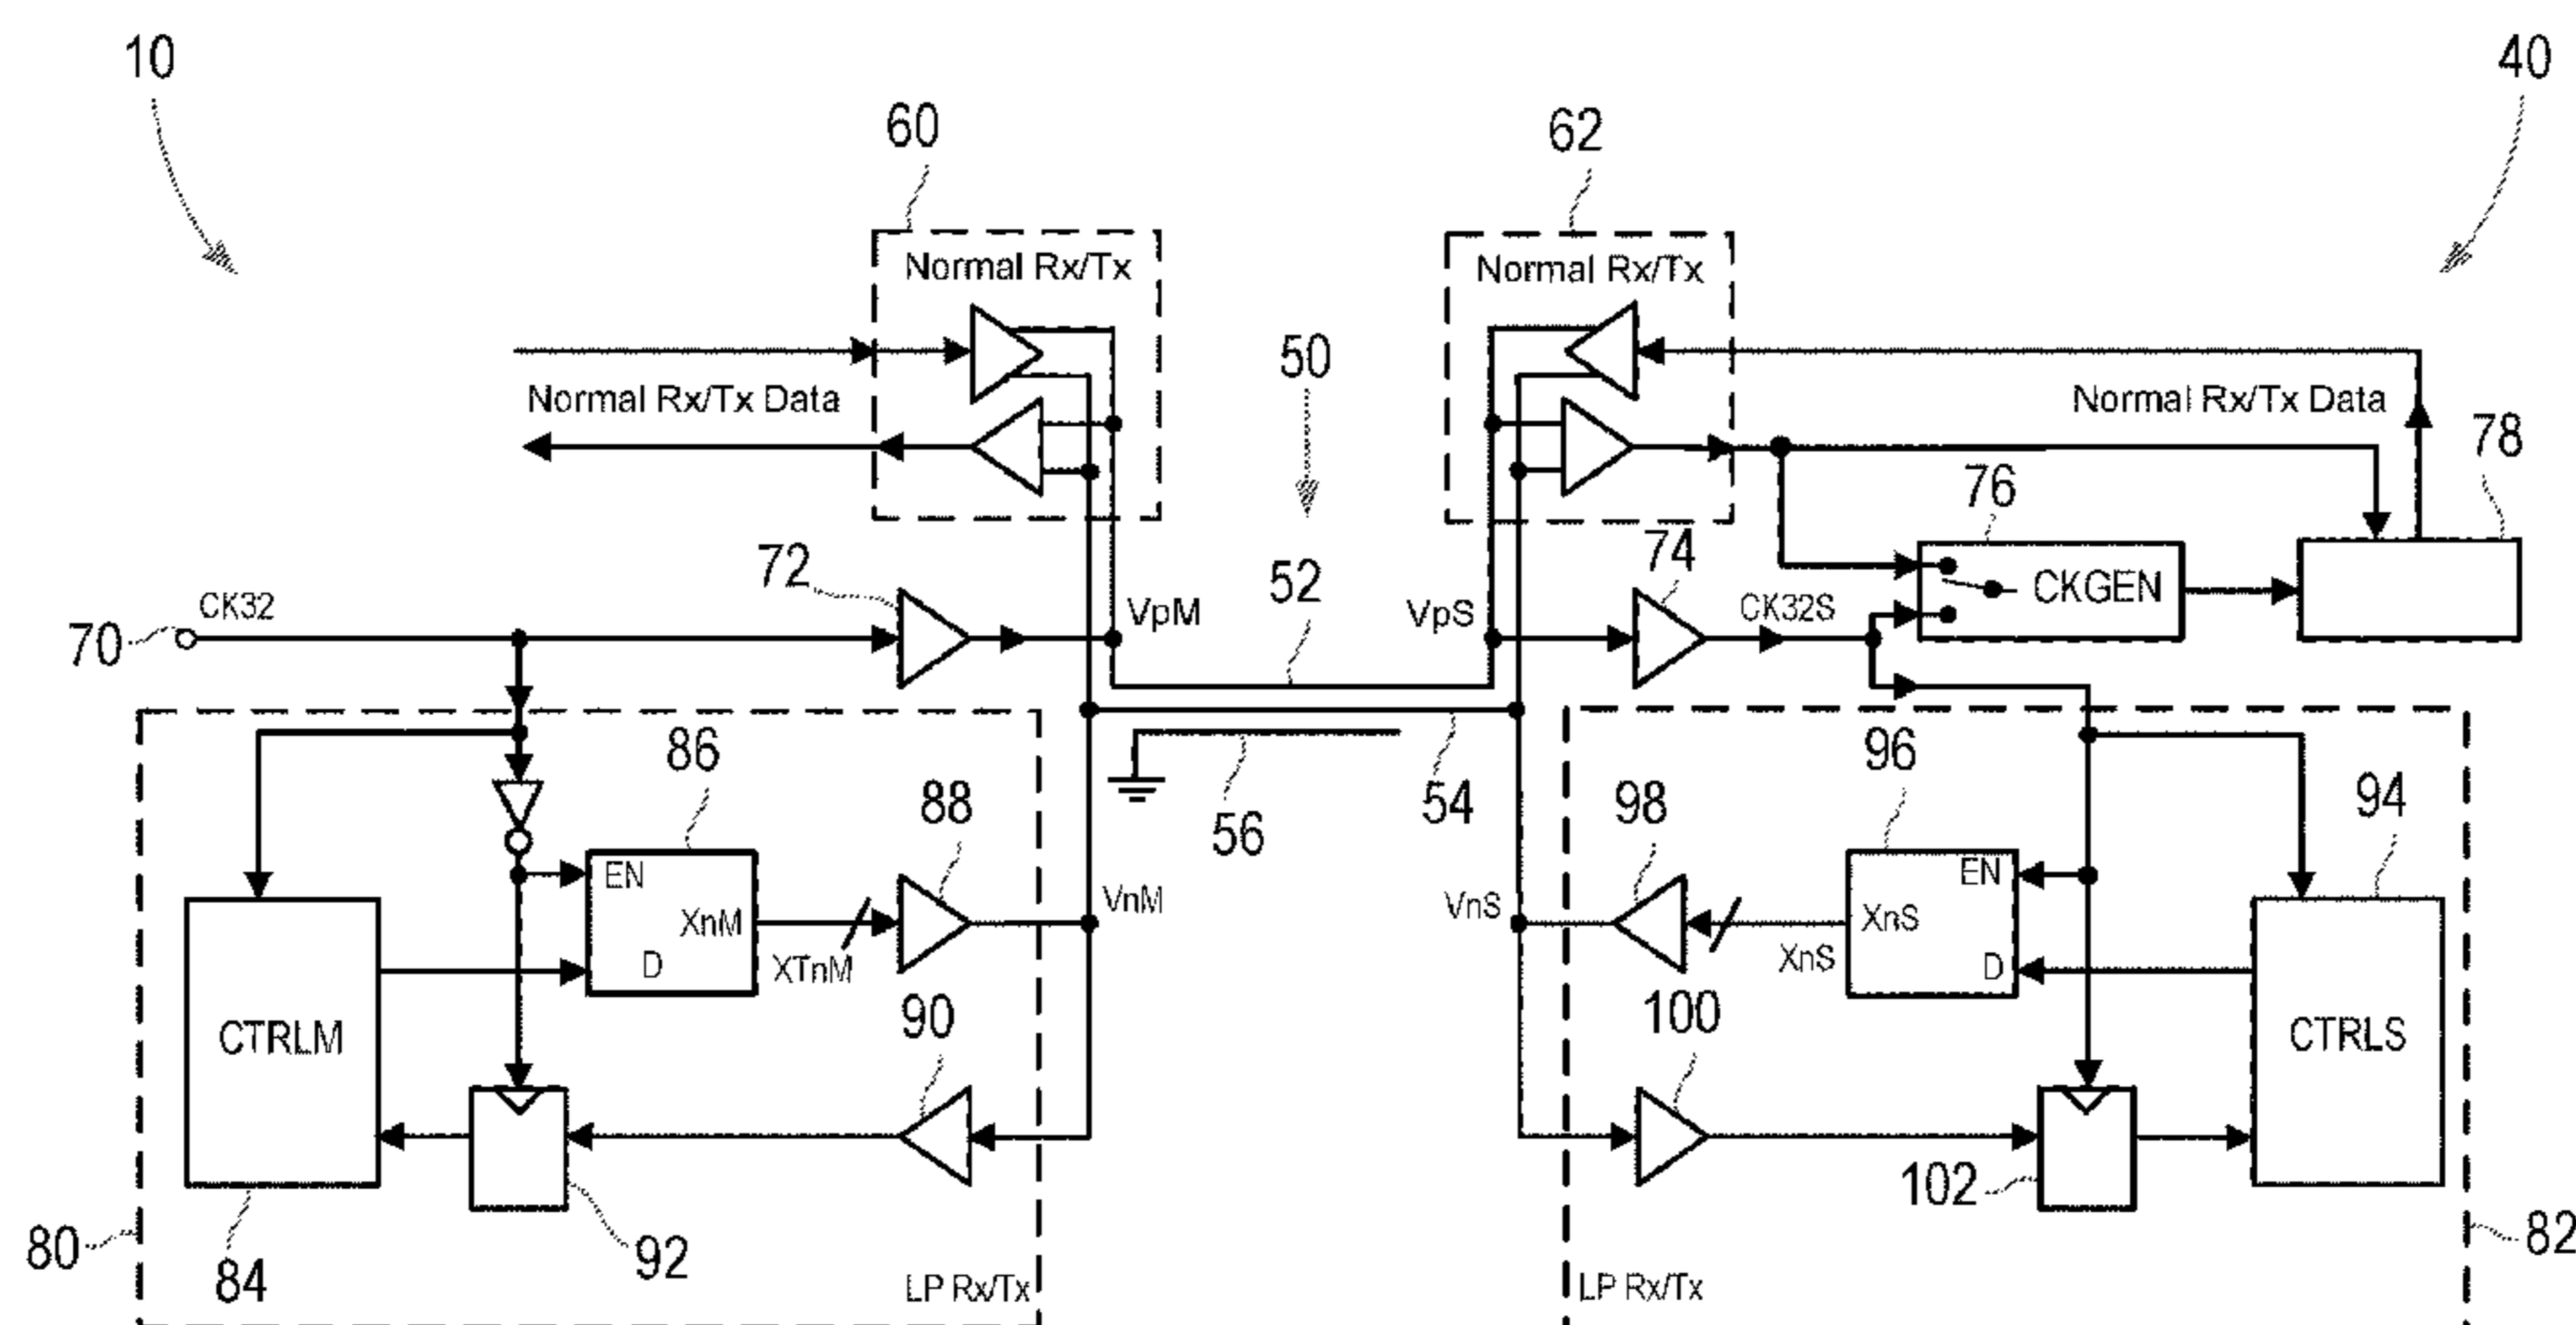 10
40
60
62
Normal Rx/Tx
Normal Rx/Tx
50
Normal Rx/Tx Data
Normal Rx/Tx Data
78
76
72
52
74
CK32
VpM
VpS
CK32S
CKGEN
70
86
96
88
56
54
98
94
EN
EN
XnM
VnM
VnS
XnS
D
XTnM
XnS
D
90
100
CTRLM
CTRLS
102
80
92
82
84
LP Rx/Tx
LP Rx/Tx